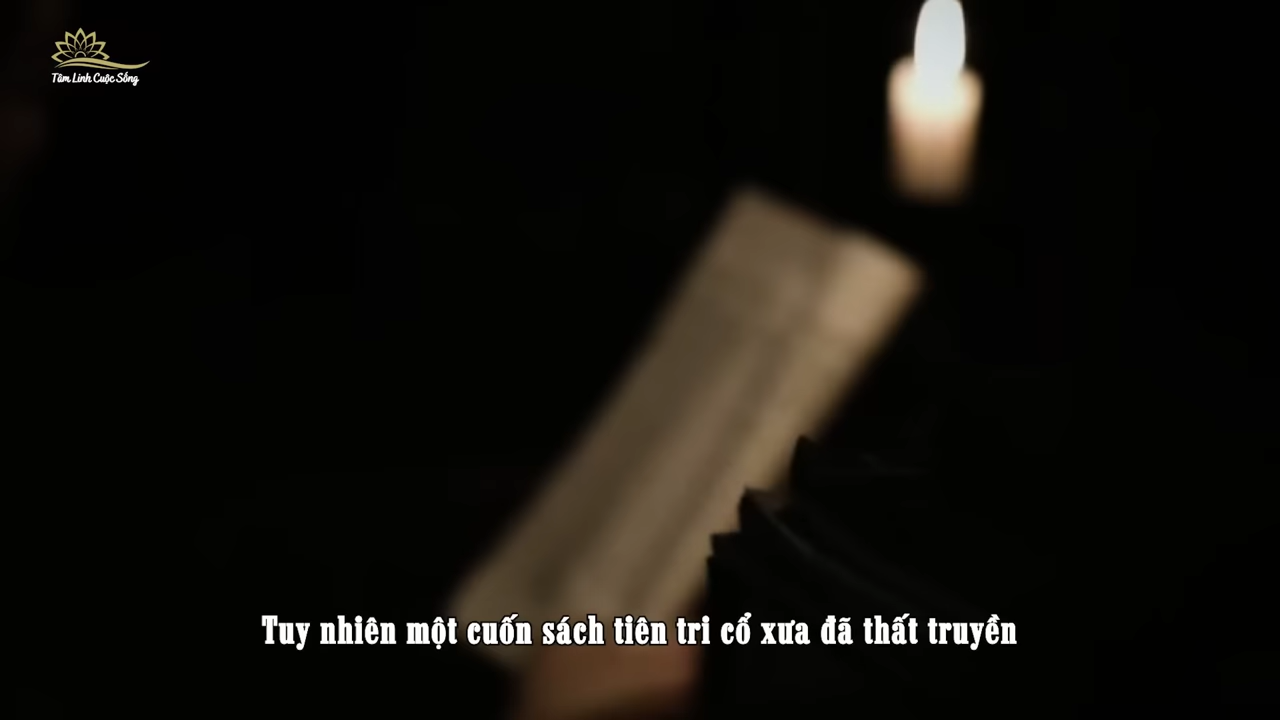 Tâm Linh Cuộc Sống
Tuy nhiên một cuốn sách tiên tri cổ xưa đã thất truyền